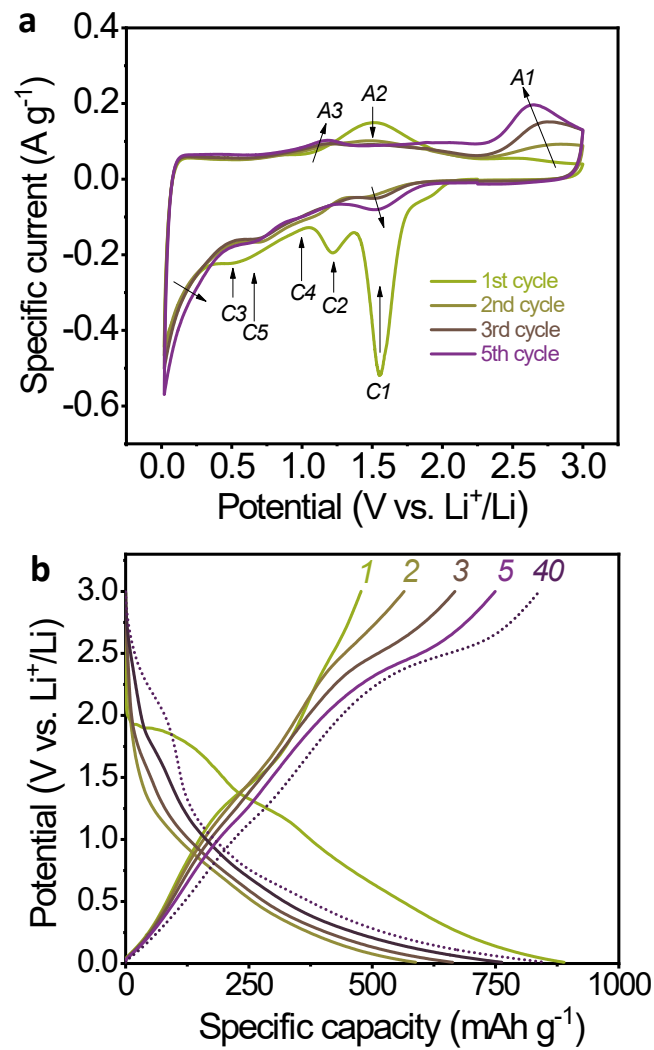 a
Specific current (A g⁻¹)
0.4
0.2
0.0
-0.2
-0.4
-0.6
A1
A2
A3
C3
C5
C4
C2
C1
1st cycle
2nd cycle
3rd cycle
5th cycle
0.0 0.5 1.0 1.5 2.0 2.5 3.0
Potential (V vs. Li⁺/Li)
b
Potential (V vs. Li⁺/Li)
3.0
2.5
2.0
1.5
1.0
0.5
0.0
1 2 3 5 40
0 250 500 750 1000
Specific capacity (mAh g⁻¹)